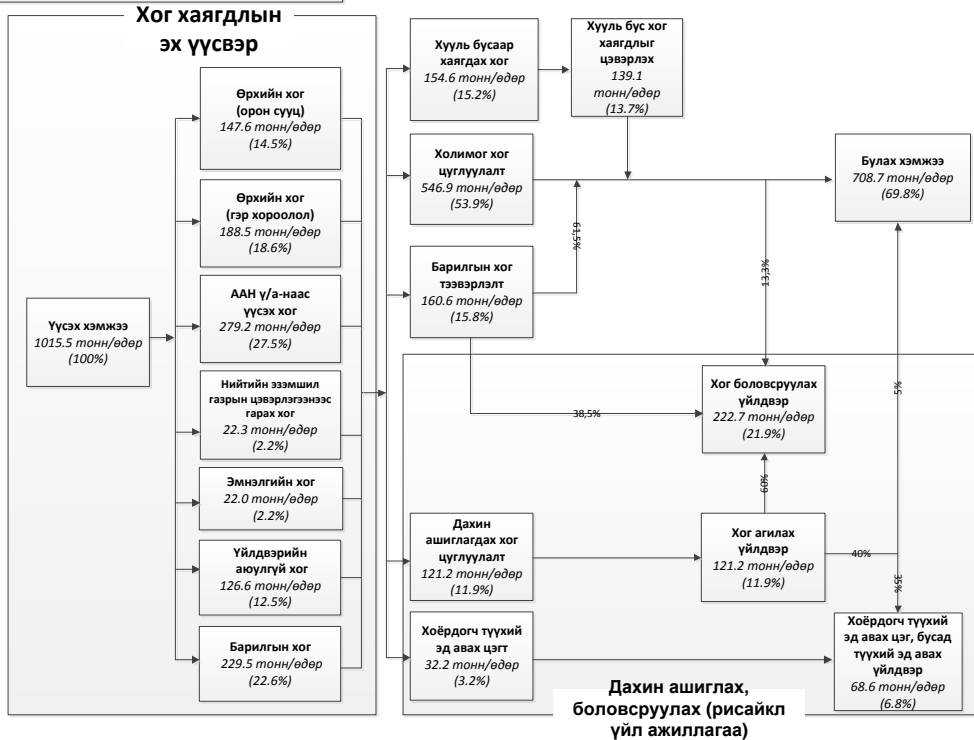 Хог хаягдлын
эх үүсвэр
Үүсэх хэмжээ
1015.5 тонн/өдөр
(100%)
Өрхийн хог
(орон сууц)
147.6 тонн/өдөр
(14.5%)
Өрхийн хог
(гэр хороолол)
188.5 тонн/өдөр
(18.6%)
ААН ү/а-наас
үүсэх хог
279.2 тонн/өдөр
(27.5%)
Нийтийн эзэмшил
газрын цэвэрлэгээнээс
гарах хог
22.3 тонн/өдөр
(2.2%)
Эмнэлгийн хог
22.0 тонн/өдөр
(2.2%)
Үйлдвэрийн
аюулгүй хог
126.6 тонн/өдөр
(12.5%)
Барилгын хог
229.5 тонн/өдөр
(22.6%)
Хууль бусаар
хаягдах хог
154.6 тонн/өдөр
(15.2%)
Хууль бус хог
хаягдлыг
цэвэрлэх
139.1
тонн/өдөр
(13.7%)
Холимог хог
цуглуулалт
546.9 тонн/өдөр
(53.9%)
Булах хэмжээ
708.7 тонн/өдөр
(69.8%)
Барилгын хог
тээвэрлэлт
160.6 тонн/өдөр
(15.8%)
61,5%
13,3%
38,5%
5%
Хог боловсруулах
үйлдвэр
222.7 тонн/өдөр
(21.9%)
60%
Дахин
ашиглагдах хог
цуглуулалт
121.2 тонн/өдөр
(11.9%)
Хог агилах
үйлдвэр
121.2 тонн/өдөр
(11.9%)
40%
35%
Хоёрдогч түүхий
эд авах цэгт
32.2 тонн/өдөр
(3.2%)
Хоёрдогч түүхий
эд авах цэг, бусад
түүхий эд авах
үйлдвэр
68.6 тонн/өдөр
(6.8%)
Дахин ашиглах,
боловсруулах (рисайкл
үйл ажиллагаа)